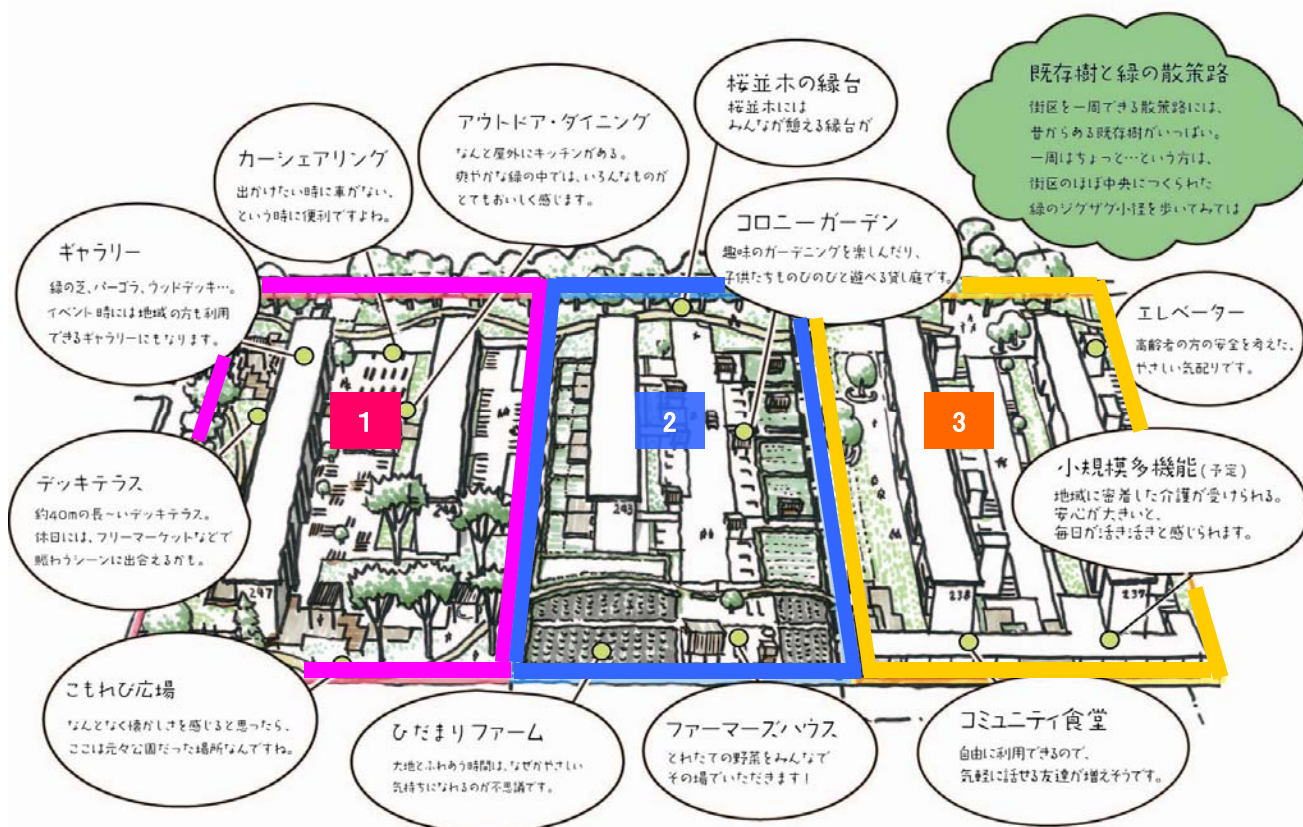 既存樹と緑の散策路
街区を一周できる散策路には、
昔からある既存樹がいっぱい。
一周はちょっと…という方は、
街区のほぼ中央につくられた
緑のジグザグ小径を歩いてみては
桜並木の縁台
桜並木には
みんなが憩える縁台が
アウトドア・ダイニング
なんと屋外にキッチンがある。
爽やかな緑の中では、いろんなものが
とてもおいしく感じます。
カーシェアリング
出かけたい時に車がない、
という時に便利ですよね。
コロニーガーデン
趣味のガーデニングを楽しんだり、
子供たちものびのびと遊べる貸し庭です。
ギャラリー
緑の芝、パーゴラ、ウッドデッキ…。
イベント時には地域の方も利用
できるギャラリーにもなります。
エレベーター
高齢者の方の安全を考えた、
やさしい気配りです。
1
2
3
デッキテラス
約40mの長～いデッキテラス。
休日には、フリーマーケットなどで
賑わうシーンに出会えるかも。
小規模多機能(予定)
地域に密着した介護が受けられる。
安心が大きいと、
毎日が活き活きと感じられます。
247
244
243
238
237
こもれび広場
なんとなく懐かしさを感じると思ったら、
ここは元々公園だった場所なんですね。
ひだまりファーム
大地とふれあう時間は、なぜかやさしい
気持ちになれるのが不思議です。
ファーマーズハウス
とれたての野菜をみんなで
その場でいただきます！
コミュニティ食堂
自由に利用できるので、
気軽に話せる友達が増えそうです。